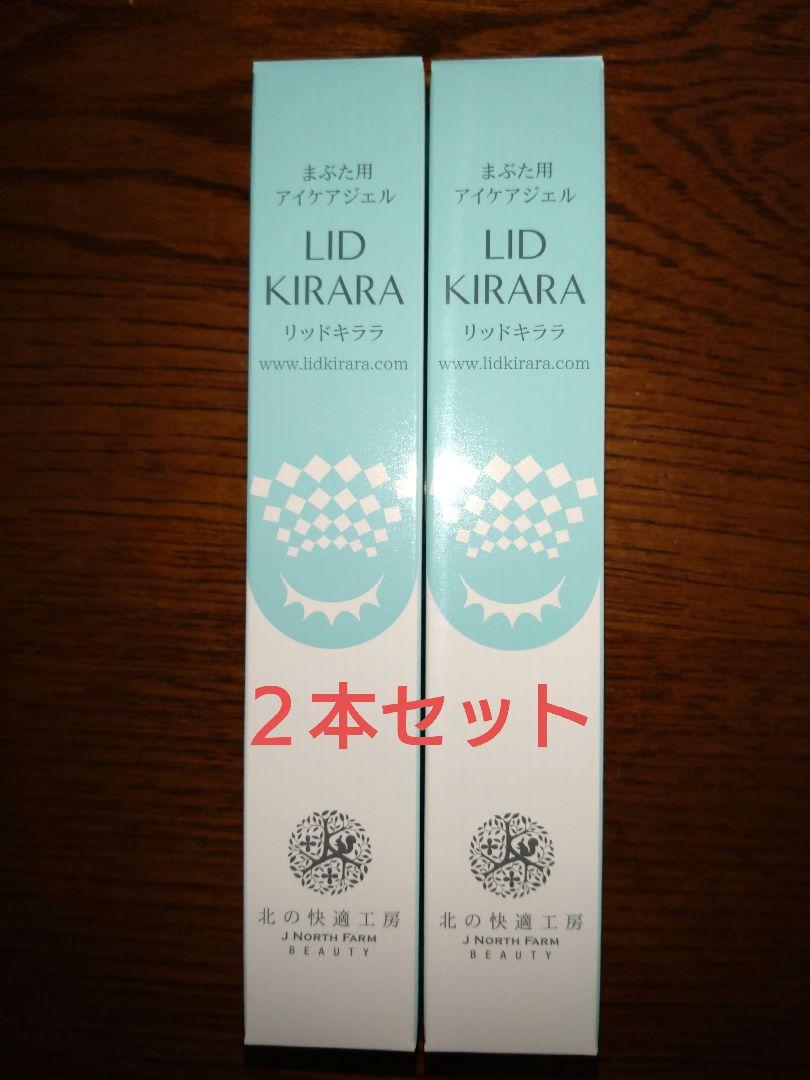 まぶた用
アイケアジェル
LID
KIRARA
リッドキララ
www.lidkirara.com
まぶた用
アイケアジェル
LID
KIRARA
リッドキララ
www.lidkirara.com
２本セット
北の快適工房
J NORTH FARM
BEAUTY
北の快適工房
J NORTH FARM
BEAUTY